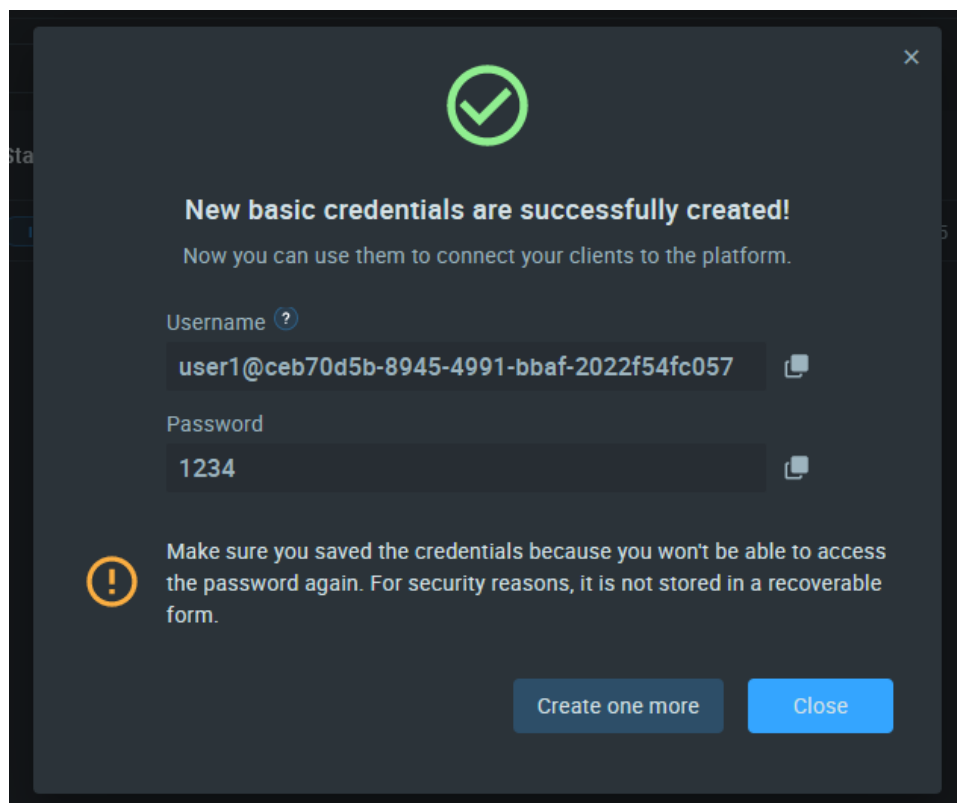 New basic credentials are successfully created!
Now you can use them to connect your clients to the platform.
Username ?
user1@ceb70d5b-8945-4991-bbaf-2022f54fc057
Password
1234
Make sure you saved the credentials because you won't be able to access
the password again. For security reasons, it is not stored in a recoverable
form.
Create one more
Close